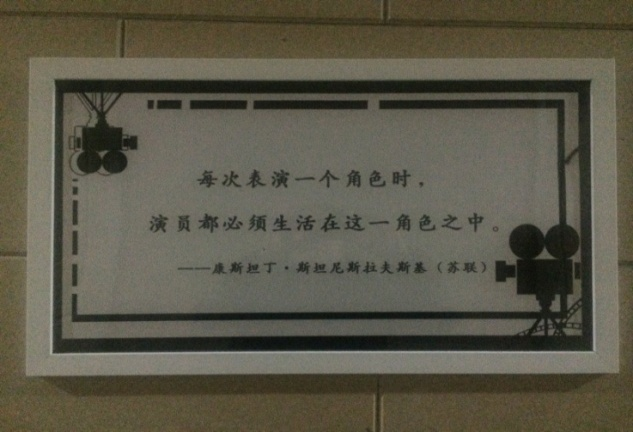 每次表演一个角色时，
演员都必须生活在这一角色之中。
——康斯坦丁·斯坦尼斯拉夫斯基（苏联）